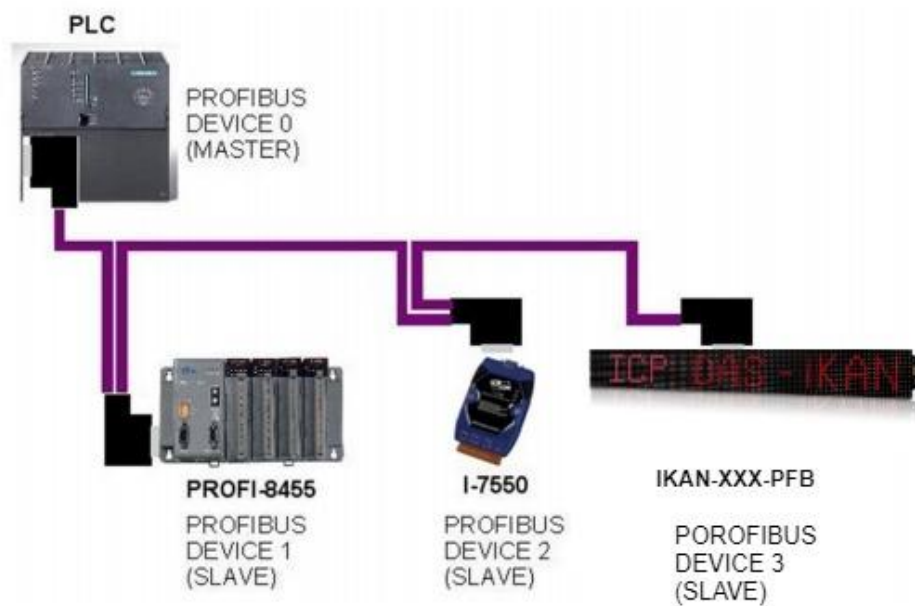 PLC
SIEMENS
PROFIBUS
DEVICE 0
(MASTER)
ICP DAS - iKAN
PROFI-8455
PROFIBUS
DEVICE 1
(SLAVE)
I-7550
PROFIBUS
DEVICE 2
(SLAVE)
IKAN-XXX-PFB
POROFIBUS
DEVICE 3
(SLAVE)